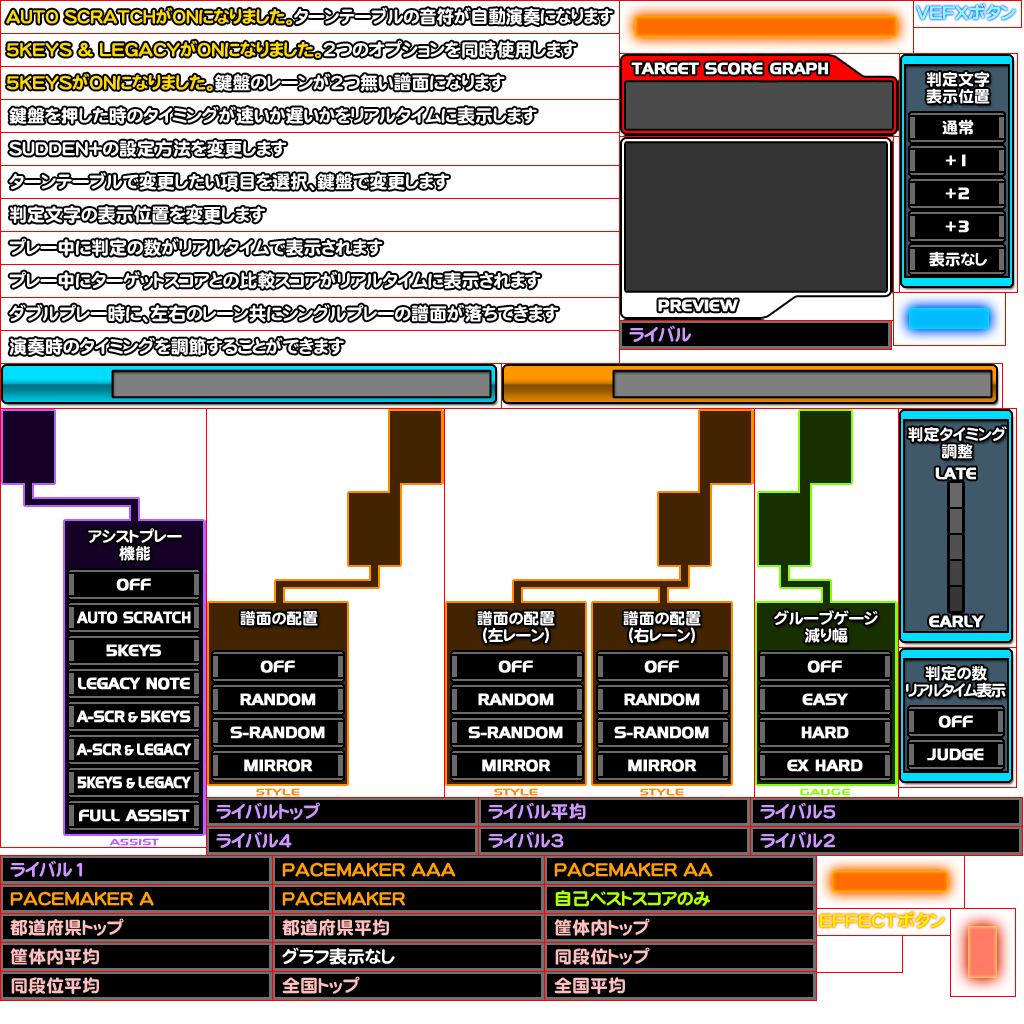 AUTO SCRATCHがONになりました。ターンテーブルの音符が自動演奏になります
5KEYS & LEGACYがONになりました。2つのオプションを同時使用します
5KEYSがONになりました。鍵盤のレーンが2つ無い譜面になります
鍵盤を押した時のタイミングが速いか遅いかをリアルタイムに表示します
SUDDEN+の設定方法を変更します
ターンテーブルで変更したい項目を選択、鍵盤で変更します
判定文字の表示位置を変更します
プレー中に判定の数がリアルタイムで表示されます
プレー中にターゲットスコアとの比較スコアがリアルタイムに表示されます
ダブルプレー時に、左右のレーン共にシングルプレーの譜面が落ちてきます
演奏時のタイミングを調節することができます
VEFXボタン
TARGET SCORE GRAPH
PREVIEW
ライバル
判定文字
表示位置
通常
+1
+2
+3
表示なし
アシストプレー
機能
OFF
AUTO SCRATCH
5KEYS
LEGACY NOTE
A-SCR & 5KEYS
A-SCR & LEGACY
5KEYS & LEGACY
FULL ASSIST
ASSIST
譜面の配置
OFF
RANDOM
S-RANDOM
MIRROR
STYLE
譜面の配置
(左レーン)
OFF
RANDOM
S-RANDOM
MIRROR
STYLE
譜面の配置
(右レーン)
OFF
RANDOM
S-RANDOM
MIRROR
STYLE
グルーブゲージ
減り幅
OFF
EASY
HARD
EX HARD
GAUGE
判定タイミング
調整
LATE
EARLY
判定の数
リアルタイム表示
OFF
JUDGE
ライバルトップ
ライバル平均
ライバル5
ライバル4
ライバル3
ライバル2
ライバル1
PACEMAKER AAA
PACEMAKER AA
PACEMAKER A
PACEMAKER
自己ベストスコアのみ
都道府県トップ
都道府県平均
筐体内トップ
筐体内平均
グラフ表示なし
同段位トップ
同段位平均
全国トップ
全国平均
EFFECTボタン